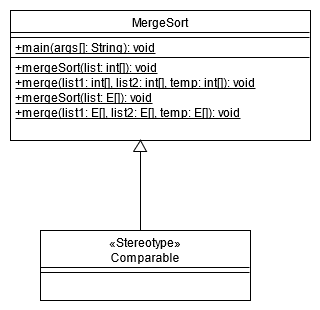 MergeSort
+main(args[]: String): void
+mergeSort(list: int[]): void
+merge(list1: int[], list2: int[], temp: int[]): void
+mergeSort(list: E[]): void
+merge(list1: E[], list2: E[], temp: E[]): void
<<Stereotype>>
Comparable